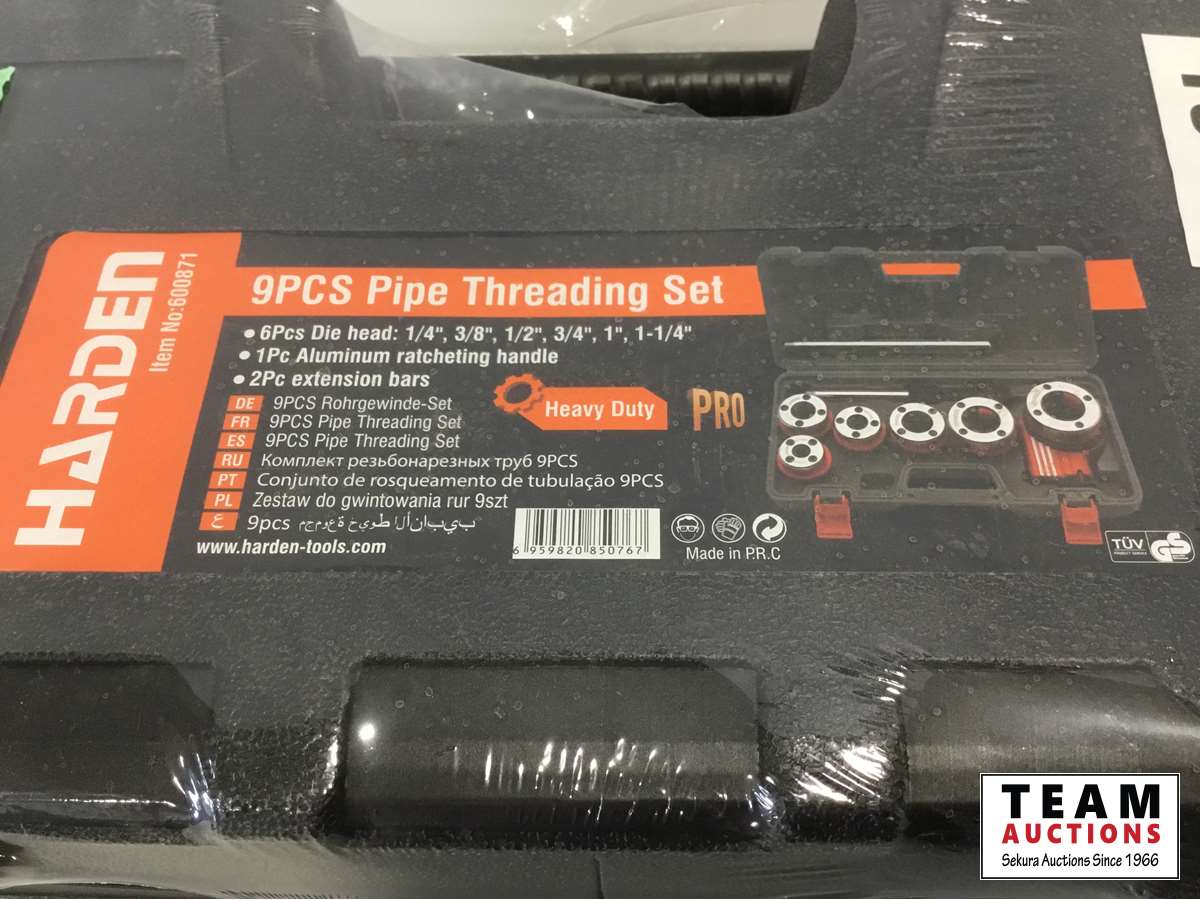 HARDEN
Item No:600871
9PCS Pipe Threading Set
• 6Pcs Die head: 1/4", 3/8", 1/2", 3/4", 1", 1-1/4"
• 1Pc Aluminum ratcheting handle
• 2Pc extension bars
DE 9PCS Rohrgewinde-Set
FR 9PCS Pipe Threading Set
ES 9PCS Pipe Threading Set
RU Комплект резьбонарезных труб 9PCS
PT Conjunto de rosqueamento de tubulação 9PCS
PL Zestaw do gwintowania rur 9szt
ع 9pcs مجموعة خيوط الأنابيب
www.harden-tools.com
Heavy Duty
PRO
6 959820 850767
Made in P.R.C
TÜV
PRODUCT SERVICE
GS
TEAM
AUCTIONS
Sekura Auctions Since 1966